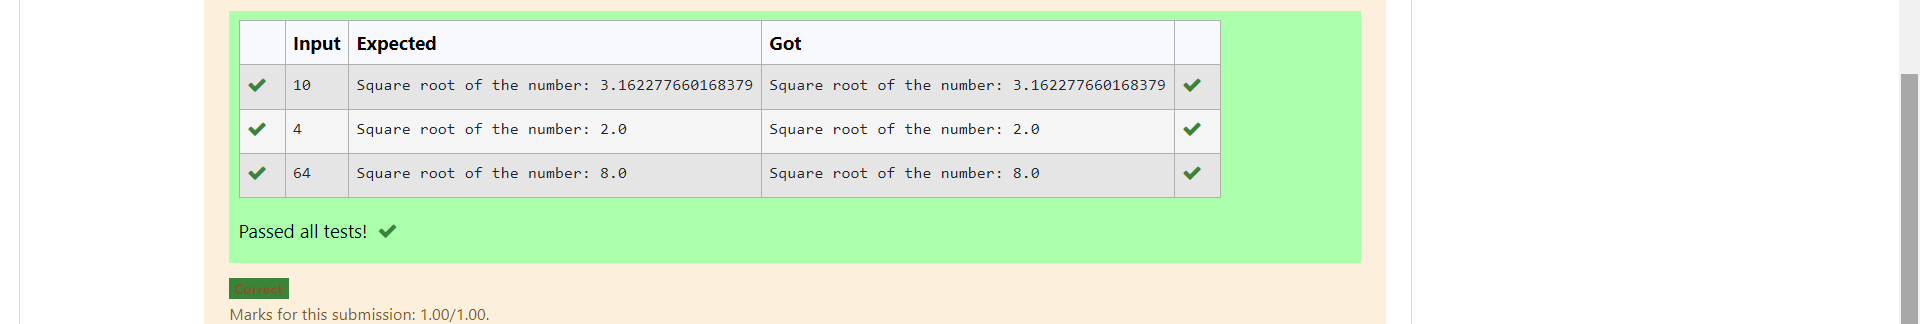 Input Expected Got
10 Square root of the number: 3.162277660168379 Square root of the number: 3.162277660168379
4 Square root of the number: 2.0 Square root of the number: 2.0
64 Square root of the number: 8.0 Square root of the number: 8.0
Passed all tests!
Correct
Marks for this submission: 1.00/1.00.